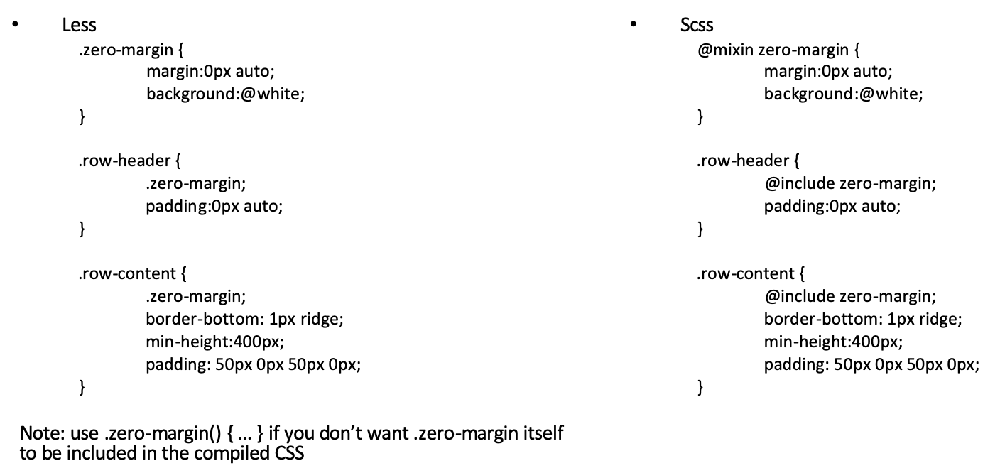 • Less
.zero-margin {
margin:0px auto;
background:@white;
}
.row-header {
.zero-margin;
padding:0px auto;
}
.row-content {
.zero-margin;
border-bottom: 1px ridge;
min-height:400px;
padding: 50px 0px 50px 0px;
}
Note: use .zero-margin() { ... } if you don’t want .zero-margin itself
to be included in the compiled CSS
• Scss
@mixin zero-margin {
margin:0px auto;
background:@white;
}
.row-header {
@include zero-margin;
padding:0px auto;
}
.row-content {
@include zero-margin;
border-bottom: 1px ridge;
min-height:400px;
padding: 50px 0px 50px 0px;
}